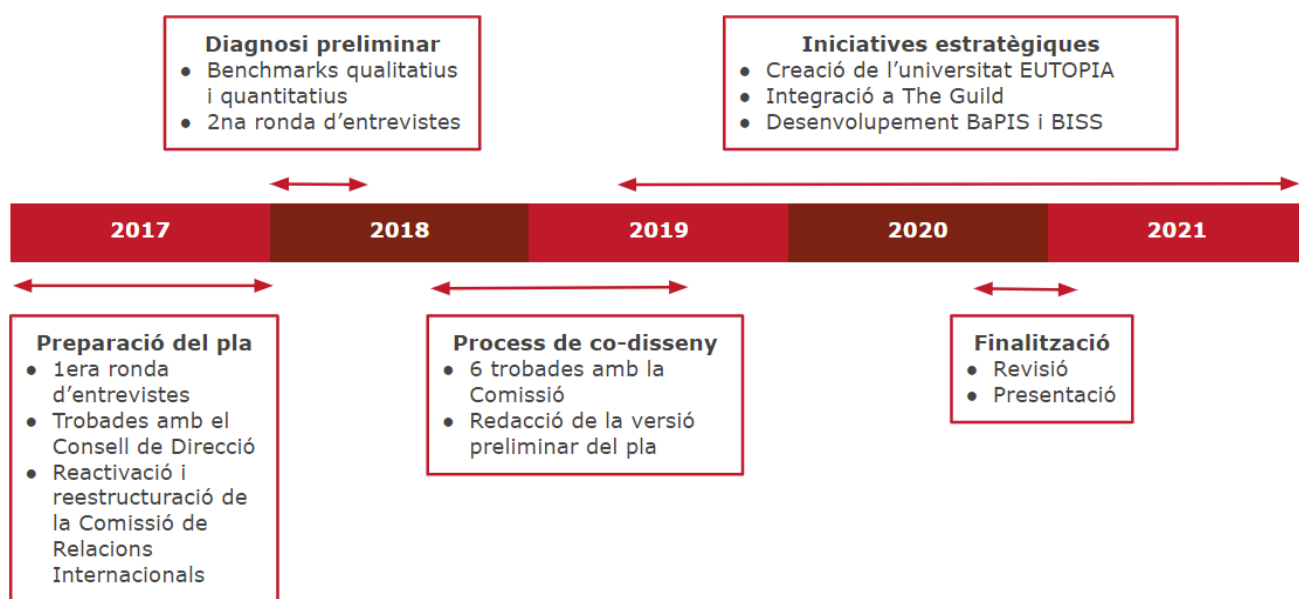 Diagnosi preliminar
● Benchmarks qualitatius
i quantitatius
● 2na ronda d'entrevistes
Iniciatives estratègiques
● Creació de l'universitat EUTOPIA
● Integració a The Guild
● Desenvolupement BaPIS i BISS
2017
2018
2019
2020
2021
Preparació del pla
● 1era ronda
d'entrevistes
● Trobades amb el
Consell de Direcció
● Reactivació i
reestructuració de
la Comissió de
Relacions
Internacionals
Process de co-disseny
● 6 trobades amb la
Comissió
● Redacció de la versió
preliminar del pla
Finalització
● Revisió
● Presentació